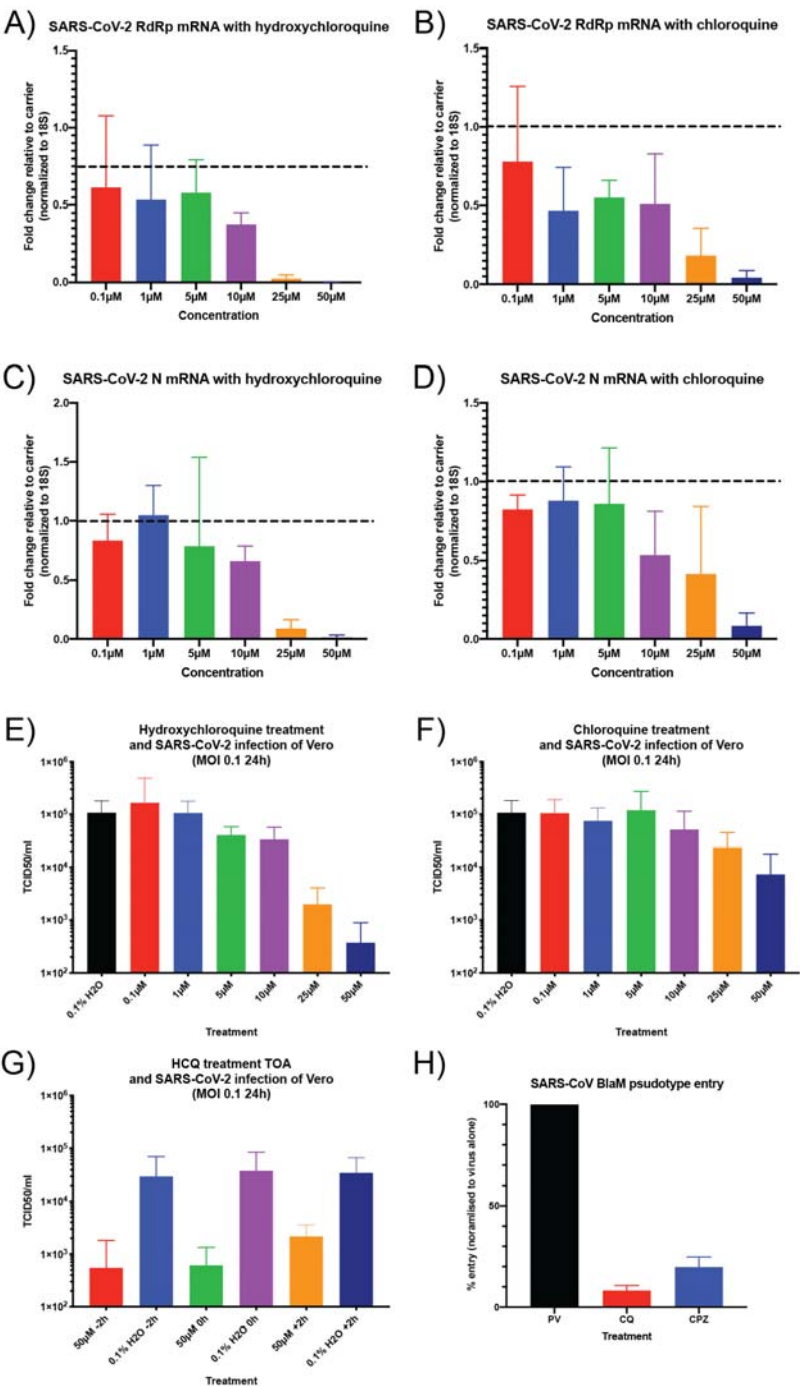 A)
SARS-CoV-2 RdRp mRNA with hydroxychloroquine
Fold change relative to carrier
(normalized to 18S)
1.5
1.0
0.5
0.0
0.1µM 1µM 5µM 10µM 25µM 50µM
Concentration
B)
SARS-CoV-2 RdRp mRNA with chloroquine
Fold change relative to carrier
(normalized to 18S)
1.5
1.0
0.5
0.0
0.1µM 1µM 5µM 10µM 25µM 50µM
Concentration
C)
SARS-CoV-2 N mRNA with hydroxychloroquine
Fold change relative to carrier
(normalized to 18S)
2.0
1.5
1.0
0.5
0.0
0.1µM 1µM 5µM 10µM 25µM 50µM
Concentration
D)
SARS-CoV-2 N mRNA with chloroquine
Fold change relative to carrier
(normalized to 18S)
1.5
1.0
0.5
0.0
0.1µM 1µM 5µM 10µM 25µM 50µM
Concentration
E)
Hydroxychloroquine treatment
and SARS-CoV-2 infection of Vero
(MOI 0.1 24h)
TCID50/ml
1×10⁶
1×10⁵
1×10⁴
1×10³
1×10²
0.1% H2O 0.1µM 1µM 5µM 10µM 25µM 50µM
Treatment
F)
Chloroquine treatment
and SARS-CoV-2 infection of Vero
(MOI 0.1 24h)
TCID50/ml
1×10⁶
1×10⁵
1×10⁴
1×10³
1×10²
0.1% H2O 0.1µM 1µM 5µM 10µM 25µM 50µM
Treatment
G)
HCQ treatment TOA
and SARS-CoV-2 infection of Vero
(MOI 0.1 24h)
TCID50/ml
1×10⁶
1×10⁵
1×10⁴
1×10³
1×10²
50µM -2h 0.1% H2O -2h 50µM 0h 0.1% H2O 0h 50µM +2h 0.1% H2O +2h
Treatment
H)
SARS-CoV BlaM psudotype entry
% entry (noramlised to virus alone)
100
50
0
PV CQ CPZ
Treatment